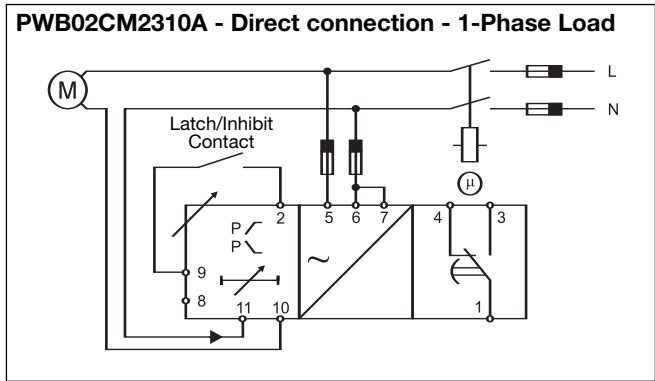 PWB02CM2310A - Direct connection - 1-Phase Load
L
M
N
Latch/Inhibit
Contact
μ
2 5 6 7 4 3
P
P
~
9
8
11 10 1